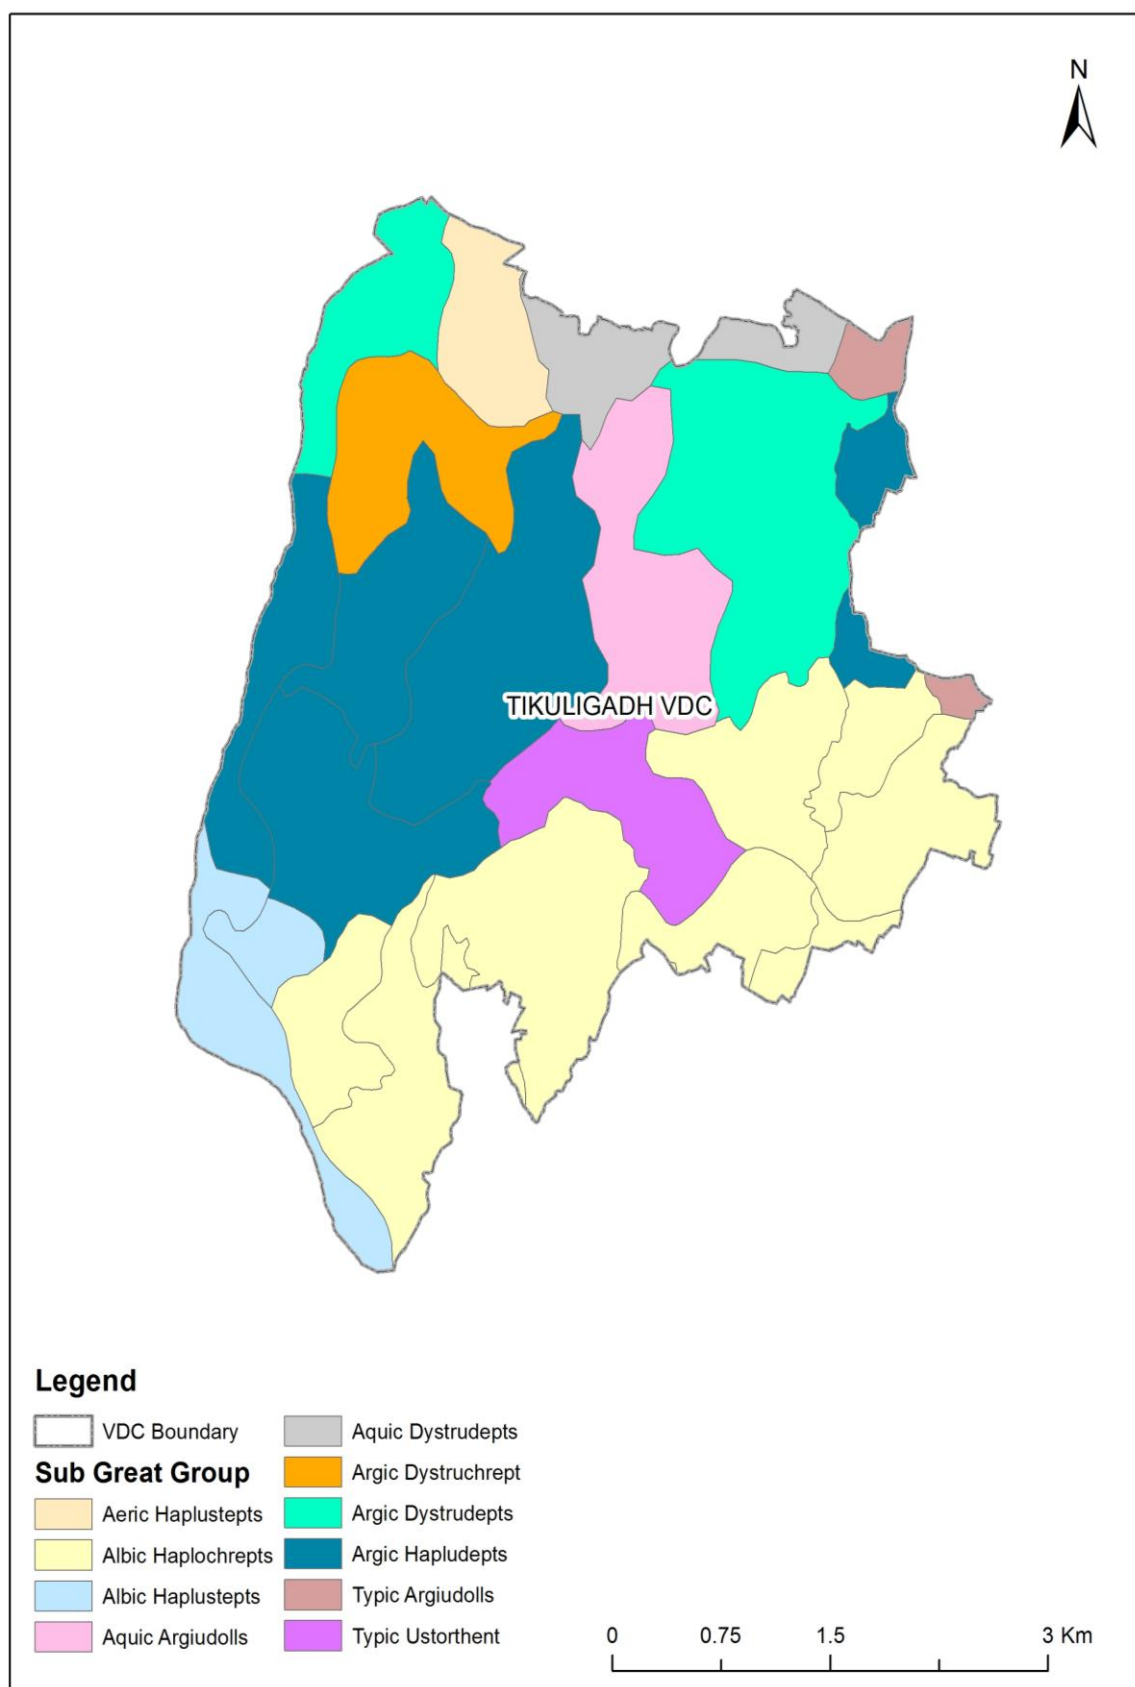 N
TIKULIGADH VDC
Legend
VDC Boundary
Sub Great Group
Aeric Haplustepts
Albic Haplochrepts
Albic Haplustepts
Aquic Argiudolls
Aquic Dystrudepts
Argic Dystruchrept
Argic Dystrudepts
Argic Hapludepts
Typic Argiudolls
Typic Ustorthent
0 0.75 1.5 3 Km